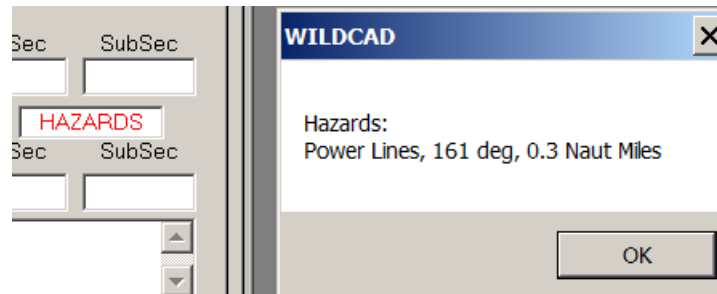 Sec SubSec
HAZARDS
Sec SubSec
WILDCAD
Hazards:
Power Lines, 161 deg, 0.3 Naut Miles
OK